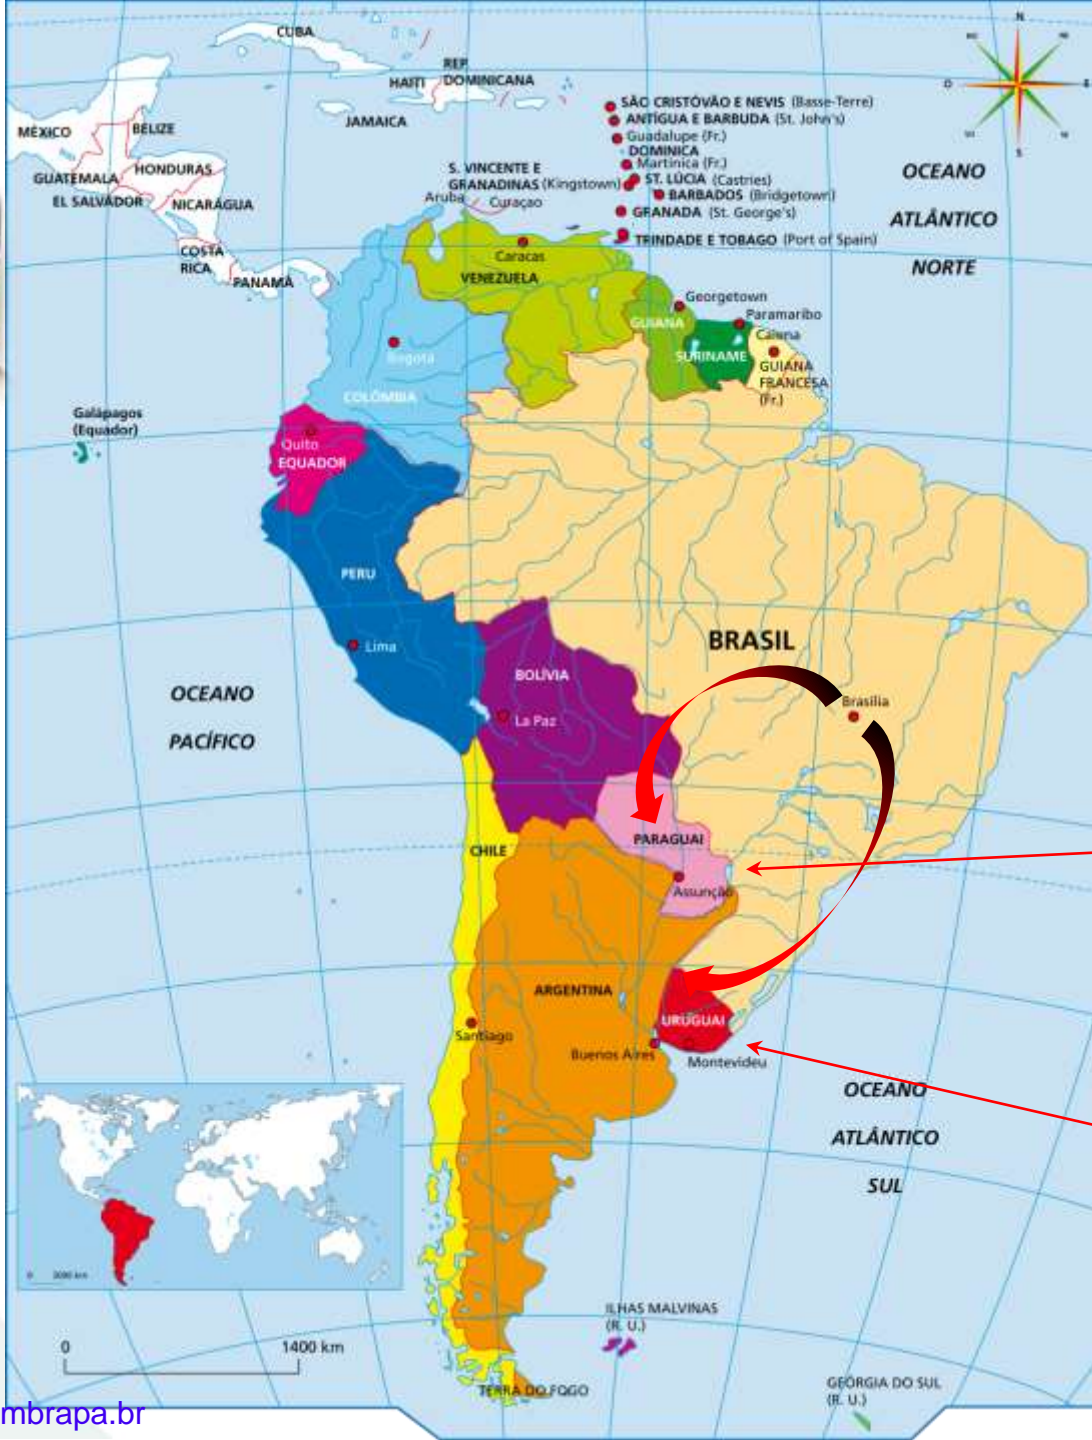 CUBA
REP.
DOMINICANA
HAITI
JAMAICA
MÉXICO
BELIZE
HONDURAS
GUATEMALA
EL SALVADOR
NICARÁGUA
COSTA
RICA
PANAMÁ
N
O
E
S
SÃO CRISTÓVÃO E NEVIS (Basse-Terre)
ANTÍGUA E BARBUDA (St. John's)
Guadalupe (Fr.)
DOMINICA
Martinica (Fr.)
ST. LÚCIA (Castries)
S. VINCENTE E
GRANADINAS (Kingstown)
BARBADOS (Bridgetown)
Aruba
Curaçao
GRANADA (St. George's)
TRINDADE E TOBAGO (Port of Spain)
OCEANO
ATLÂNTICO
NORTE
Caracas
VENEZUELA
Georgetown
GUIANA
Paramaribo
SURINAME
Caiena
GUIANA
FRANCESA
(Fr.)
Bogotá
COLÔMBIA
Galápagos
(Equador)
Quito
EQUADOR
PERU
Lima
BRASIL
Brasília
BOLÍVIA
La Paz
OCEANO
PACÍFICO
PARAGUAI
Assunção
CHILE
ARGENTINA
Santiago
Buenos Aires
URUGUAI
Montevideu
OCEANO
ATLÂNTICO
SUL
0 3000 km
0 1400 km
ILHAS MALVINAS
(R. U.)
TERRA DO FOGO
GEÓRGIA DO SUL
(R. U.)
mbrapa.br